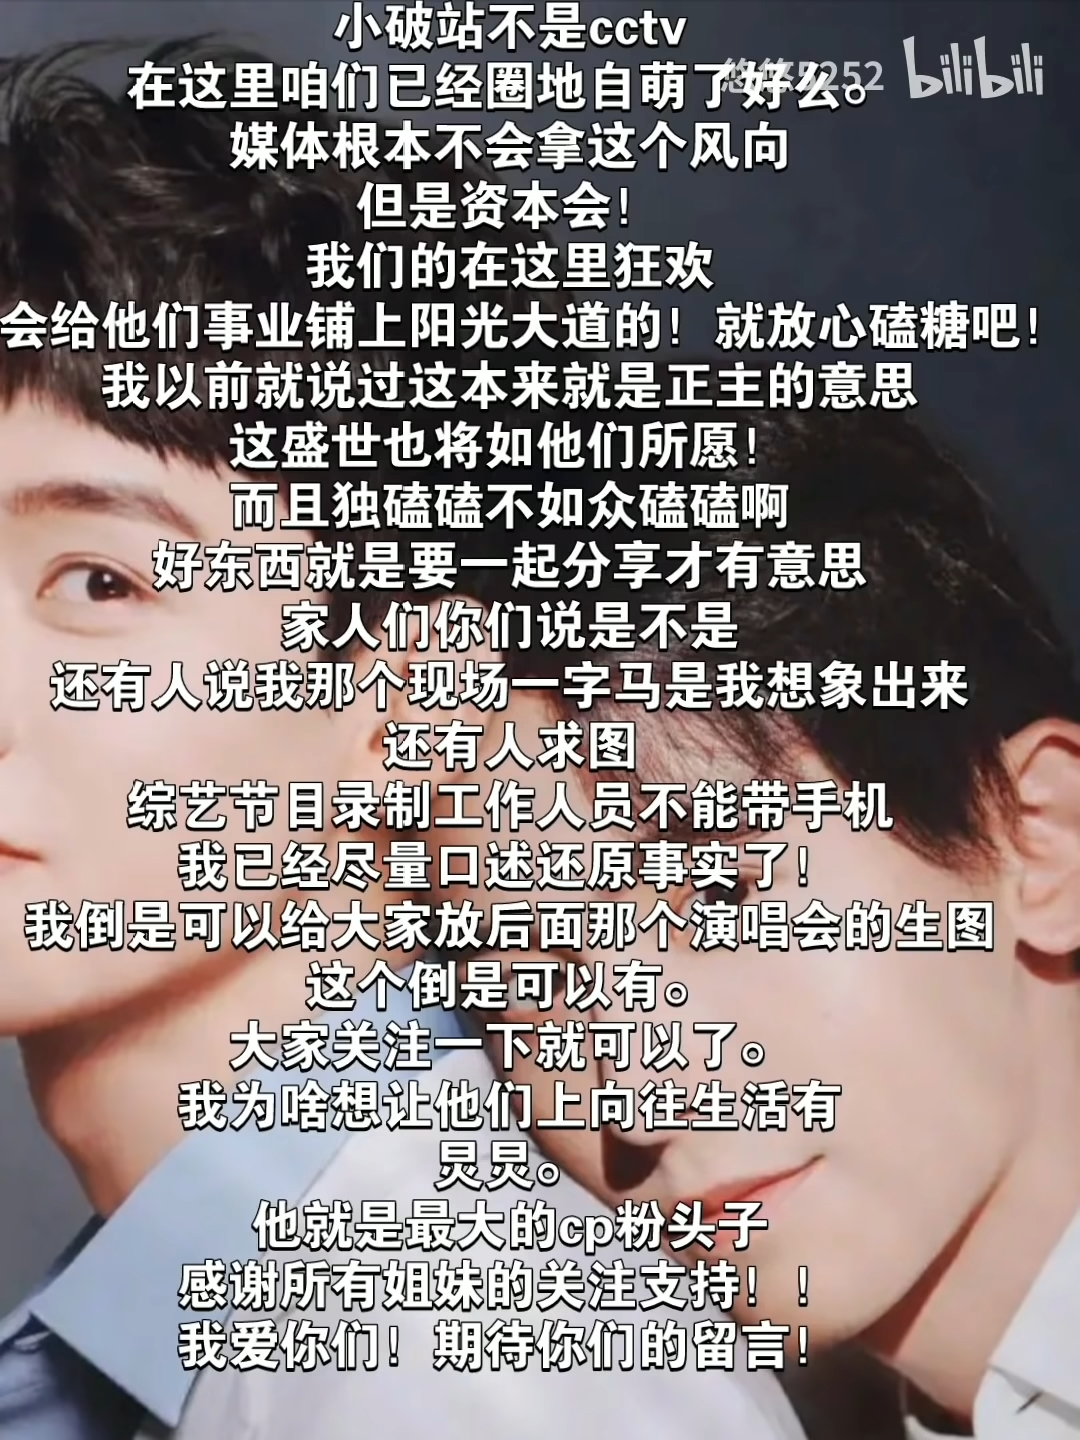 小破站不是cctv
悠悠5252 bilibili
在这里咱们已经圈地自萌了好么。
媒体根本不会拿这个风向
但是资本会！
我们的在这里狂欢
会给他们事业铺上阳光大道的！就放心磕糖吧！
我以前就说过这本来就是正主的意思
这盛世也将如他们所愿！
而且独磕磕不如众磕磕啊
好东西就是要一起分享才有意思
家人们你们说是不是
还有人说我那个现场一字马是我想象出来
还有人求图
综艺节目录制工作人员不能带手机
我已经尽量口述还原事实了！
我倒是可以给大家放后面那个演唱会的生图
这个倒是可以有。
大家关注一下就可以了。
我为啥想让他们上向往生活有
炅炅。
他就是最大的cp粉头子
感谢所有姐妹的关注支持！！
我爱你们！期待你们的留言！